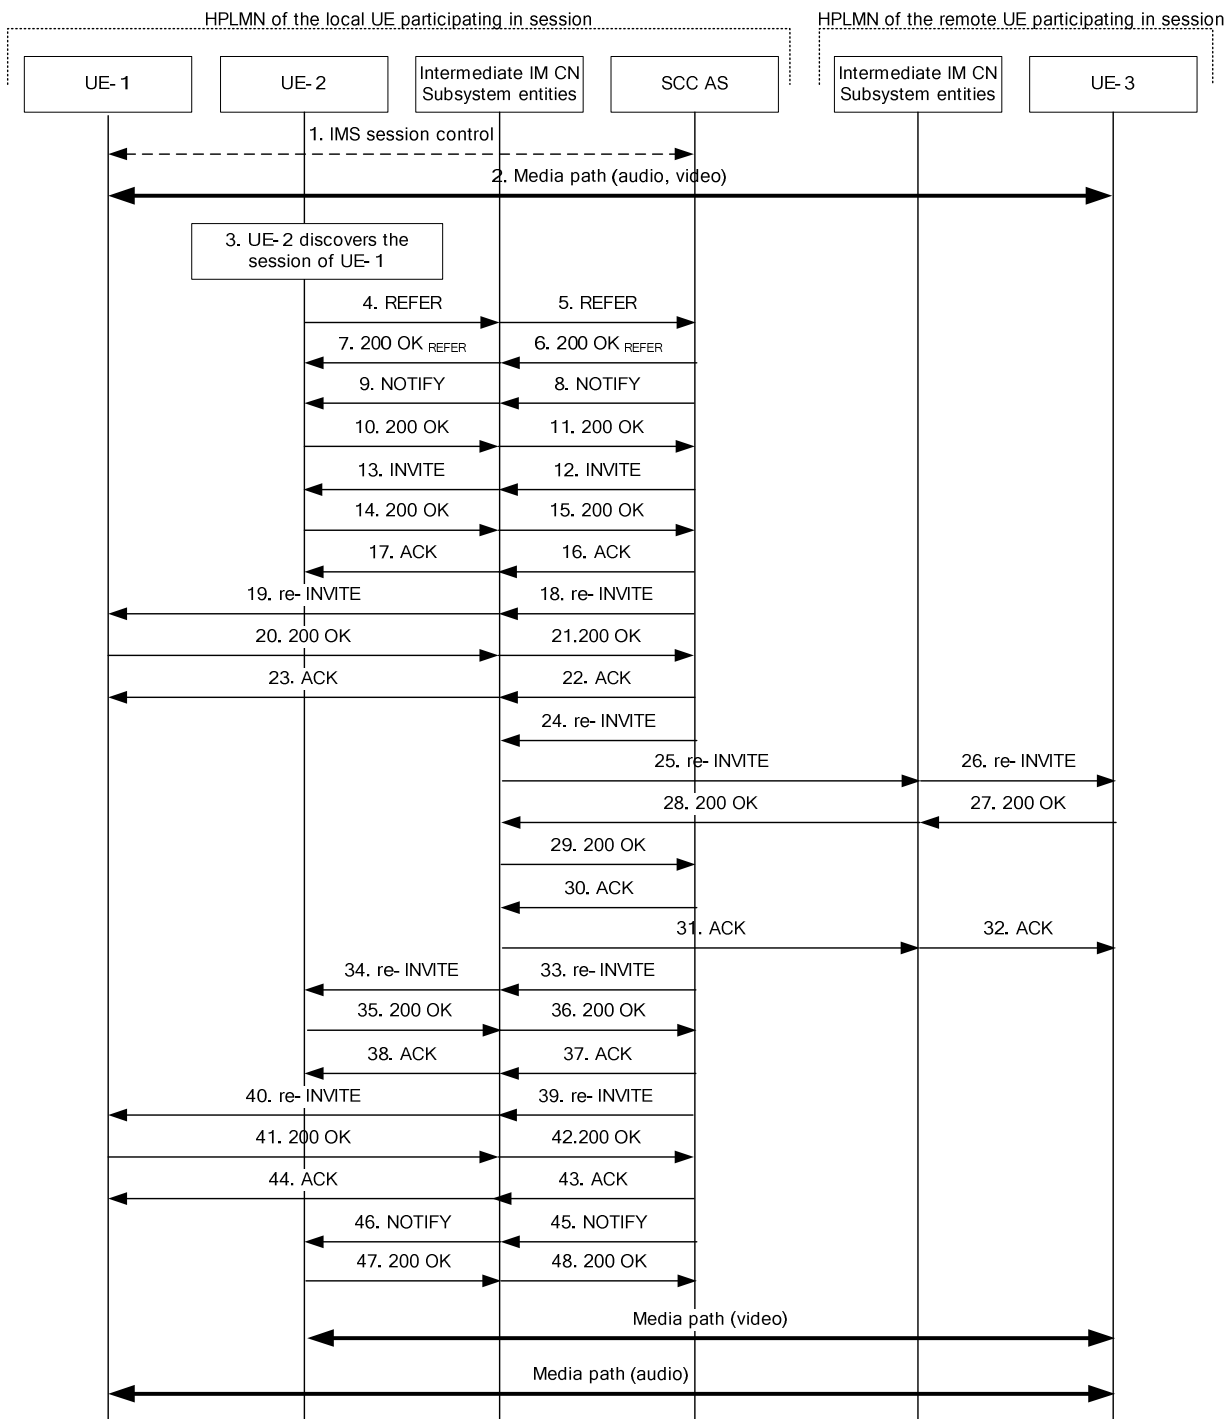 HPLMN of the local UE participating in session
HPLMN of the remote UE participating in session
UE- 1
UE- 2
Intermediate IM CN
Subsystem entities
SCC AS
Intermediate IM CN
Subsystem entities
UE- 3
1. IMS session control
2. Media path (audio, video)
3. UE- 2 discovers the
session of UE- 1
4. REFER
5. REFER
7. 200 OK REFER
6. 200 OK REFER
9. NOTIFY
8. NOTIFY
10. 200 OK
11. 200 OK
13. INVITE
12. INVITE
14. 200 OK
15. 200 OK
17. ACK
16. ACK
19. re- INVITE
18. re- INVITE
20. 200 OK
21.200 OK
23. ACK
22. ACK
24. re- INVITE
25. re- INVITE
26. re- INVITE
28. 200 OK
27. 200 OK
29. 200 OK
30. ACK
31. ACK
32. ACK
34. re- INVITE
33. re- INVITE
35. 200 OK
36. 200 OK
38. ACK
37. ACK
40. re- INVITE
39. re- INVITE
41. 200 OK
42.200 OK
44. ACK
43. ACK
46. NOTIFY
45. NOTIFY
47. 200 OK
48. 200 OK
Media path (video)
Media path (audio)